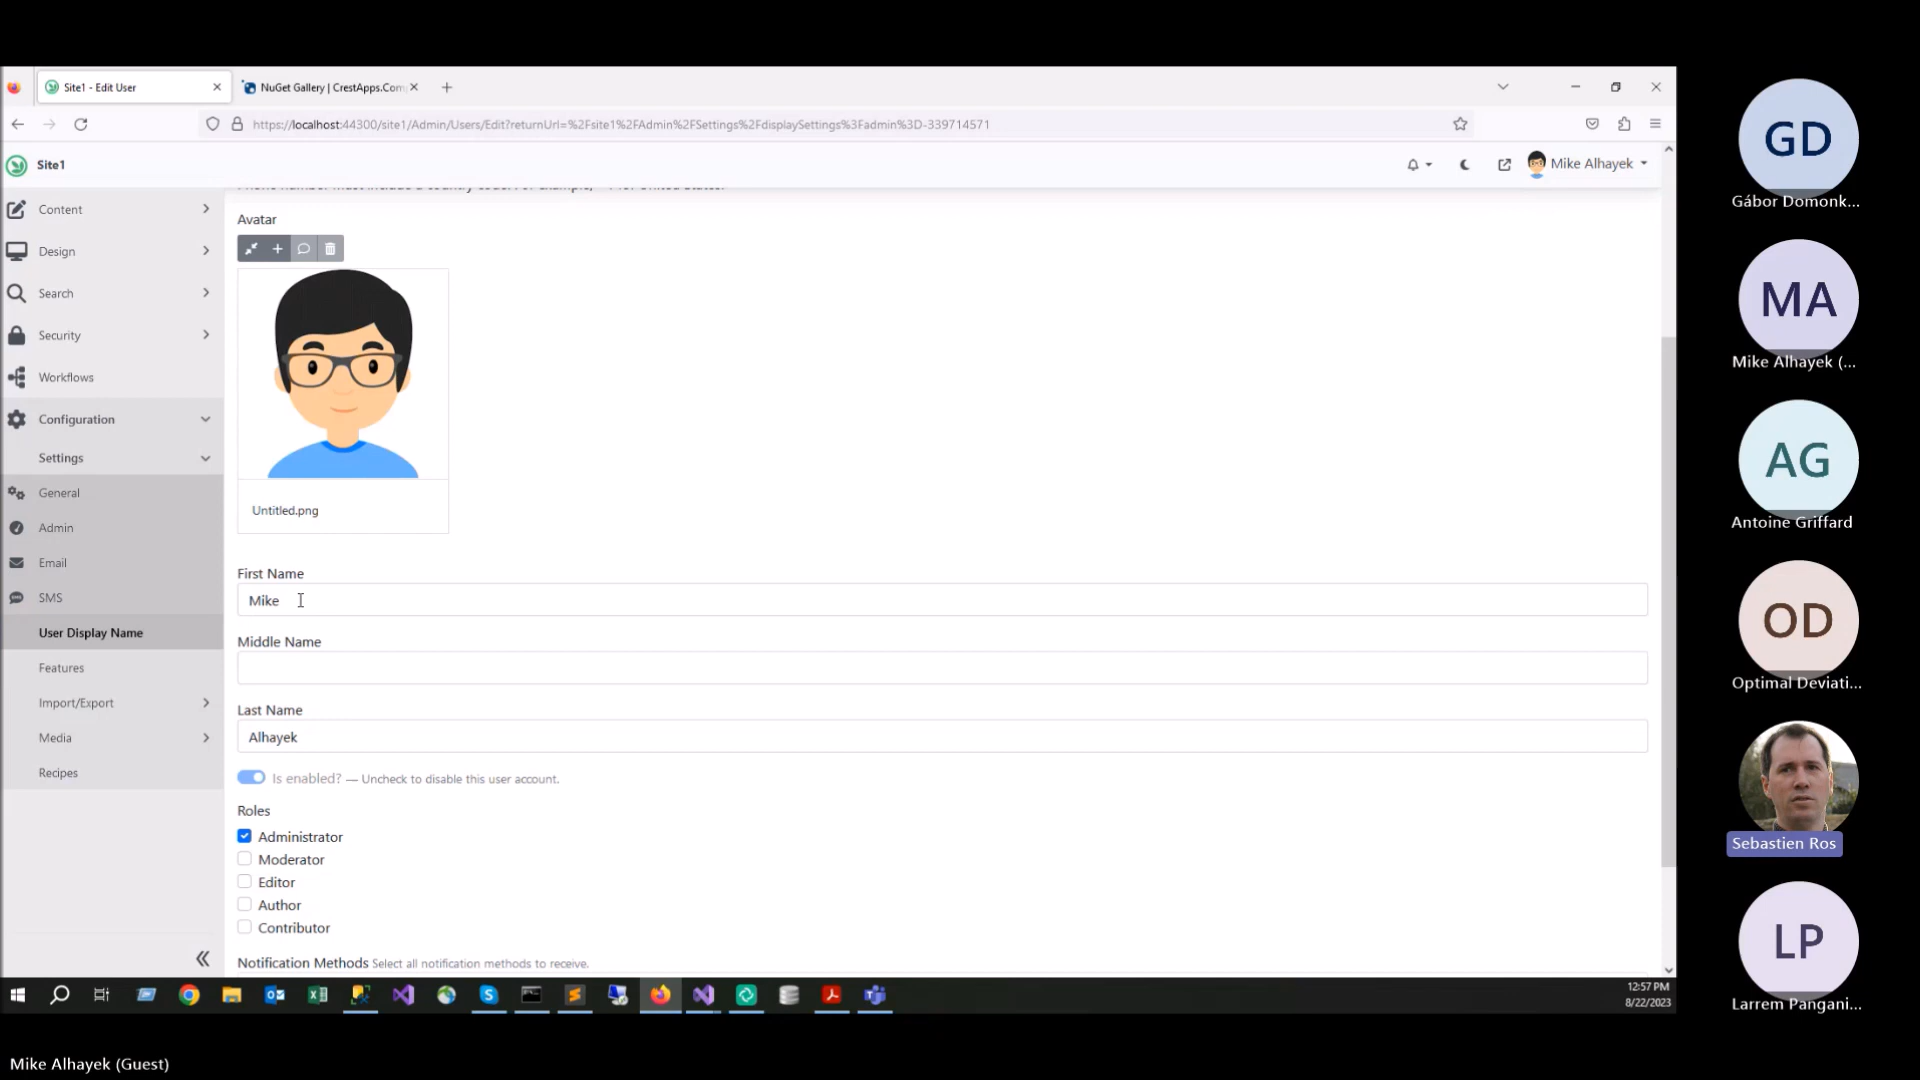 Site1 - Edit User
NuGet Gallery | CrestApps.Com
https://localhost:44300/site1/Admin/Users/Edit?returnUrl=%2Fsite1%2FAdmin%2FSettings%2FdisplaySettings%3Fadmin%3D-339714571
Site1
Mike Alhayek
Content
Design
Search
Security
Workflows
Configuration
Settings
General
Admin
Email
SMS
User Display Name
Features
Import/Export
Media
Recipes
Avatar
Untitled.png
First Name
Mike
Middle Name
Last Name
Alhayek
Is enabled? — Uncheck to disable this user account.
Roles
Administrator
Moderator
Editor
Author
Contributor
Notification Methods Select all notification methods to receive.
12:57 PM
8/22/2023
GD
Gábor Domonk...
MA
Mike Alhayek (...
AG
Antoine Griffard
OD
Optimal Deviati...
Sebastien Ros
LP
Larrem Pangani...
Mike Alhayek (Guest)